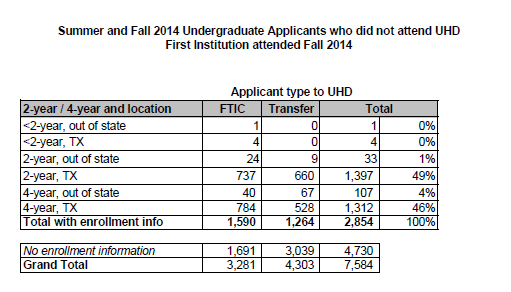 Summer and Fall 2014 Undergraduate Applicants who did not attend UHD
First Institution attended Fall 2014
Applicant type to UHD
2-year / 4-year and location FTIC Transfer Total
<2-year, out of state 1 0 1 0%
<2-year, TX 4 0 4 0%
2-year, out of state 24 9 33 1%
2-year, TX 737 660 1,397 49%
4-year, out of state 40 67 107 4%
4-year, TX 784 528 1,312 46%
Total with enrollment info 1,590 1,264 2,854 100%
No enrollment information 1,691 3,039 4,730
Grand Total 3,281 4,303 7,584